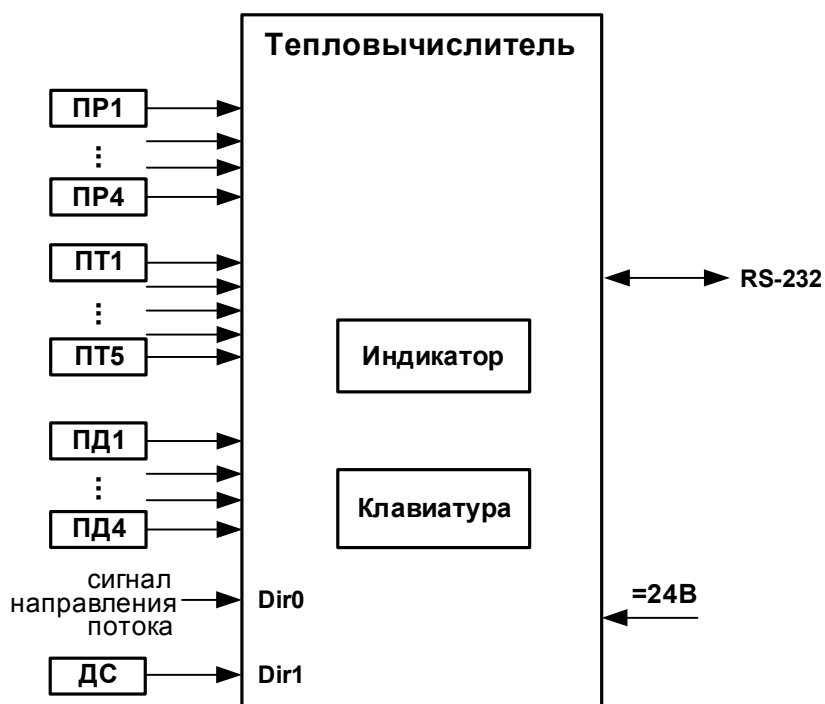 Тепловычислитель
ПР1
ПР4
ПТ1
ПТ5
ПД1
ПД4
сигнал
направления
потока
Dir0
ДС
Dir1
Индикатор
Клавиатура
RS-232
=24В